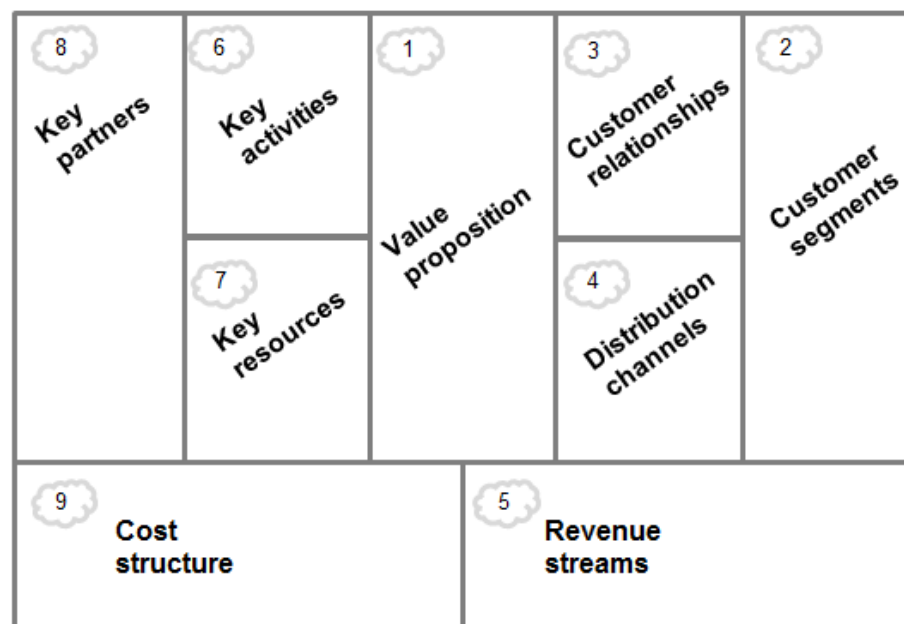 8
Key
partners
6
Key
activities
7
Key
resources
1
Value
proposition
3
Customer
relationships
4
Distribution
channels
2
Customer
segments
9
Cost
structure
5
Revenue
streams